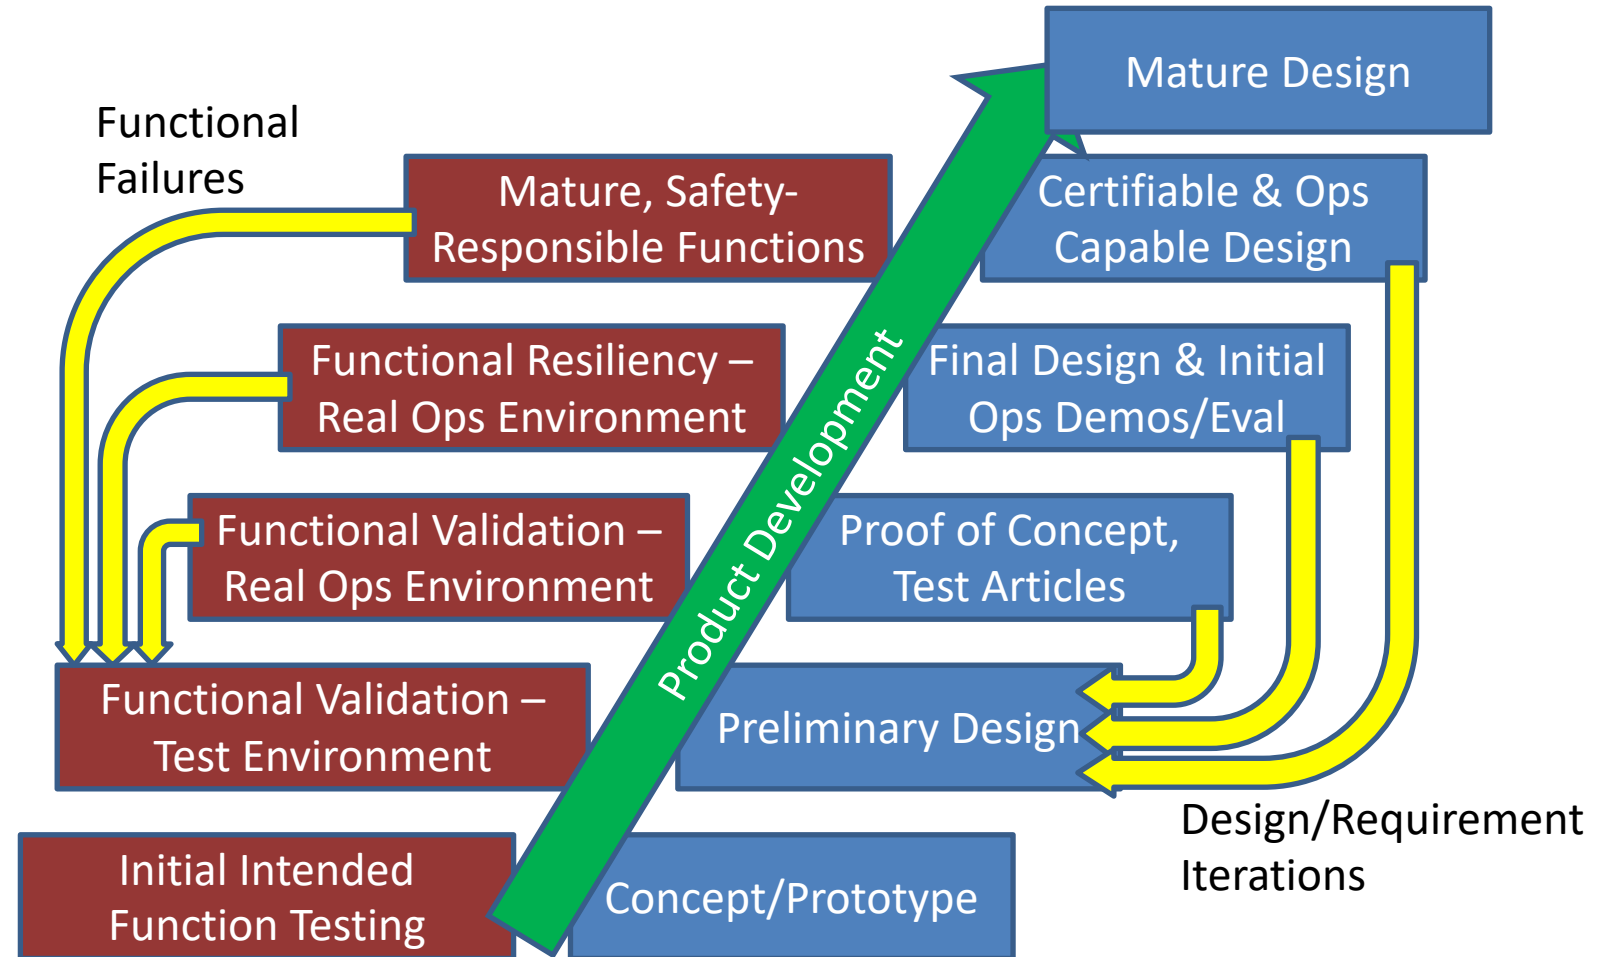 Mature Design
Functional
Failures
Mature, Safety-
Responsible Functions
Certifiable & Ops
Capable Design
Functional Resiliency –
Real Ops Environment
Final Design & Initial
Ops Demos/Eval
Product Development
Functional Validation –
Real Ops Environment
Proof of Concept,
Test Articles
Functional Validation –
Test Environment
Preliminary Design
Design/Requirement
Iterations
Initial Intended
Function Testing
Concept/Prototype